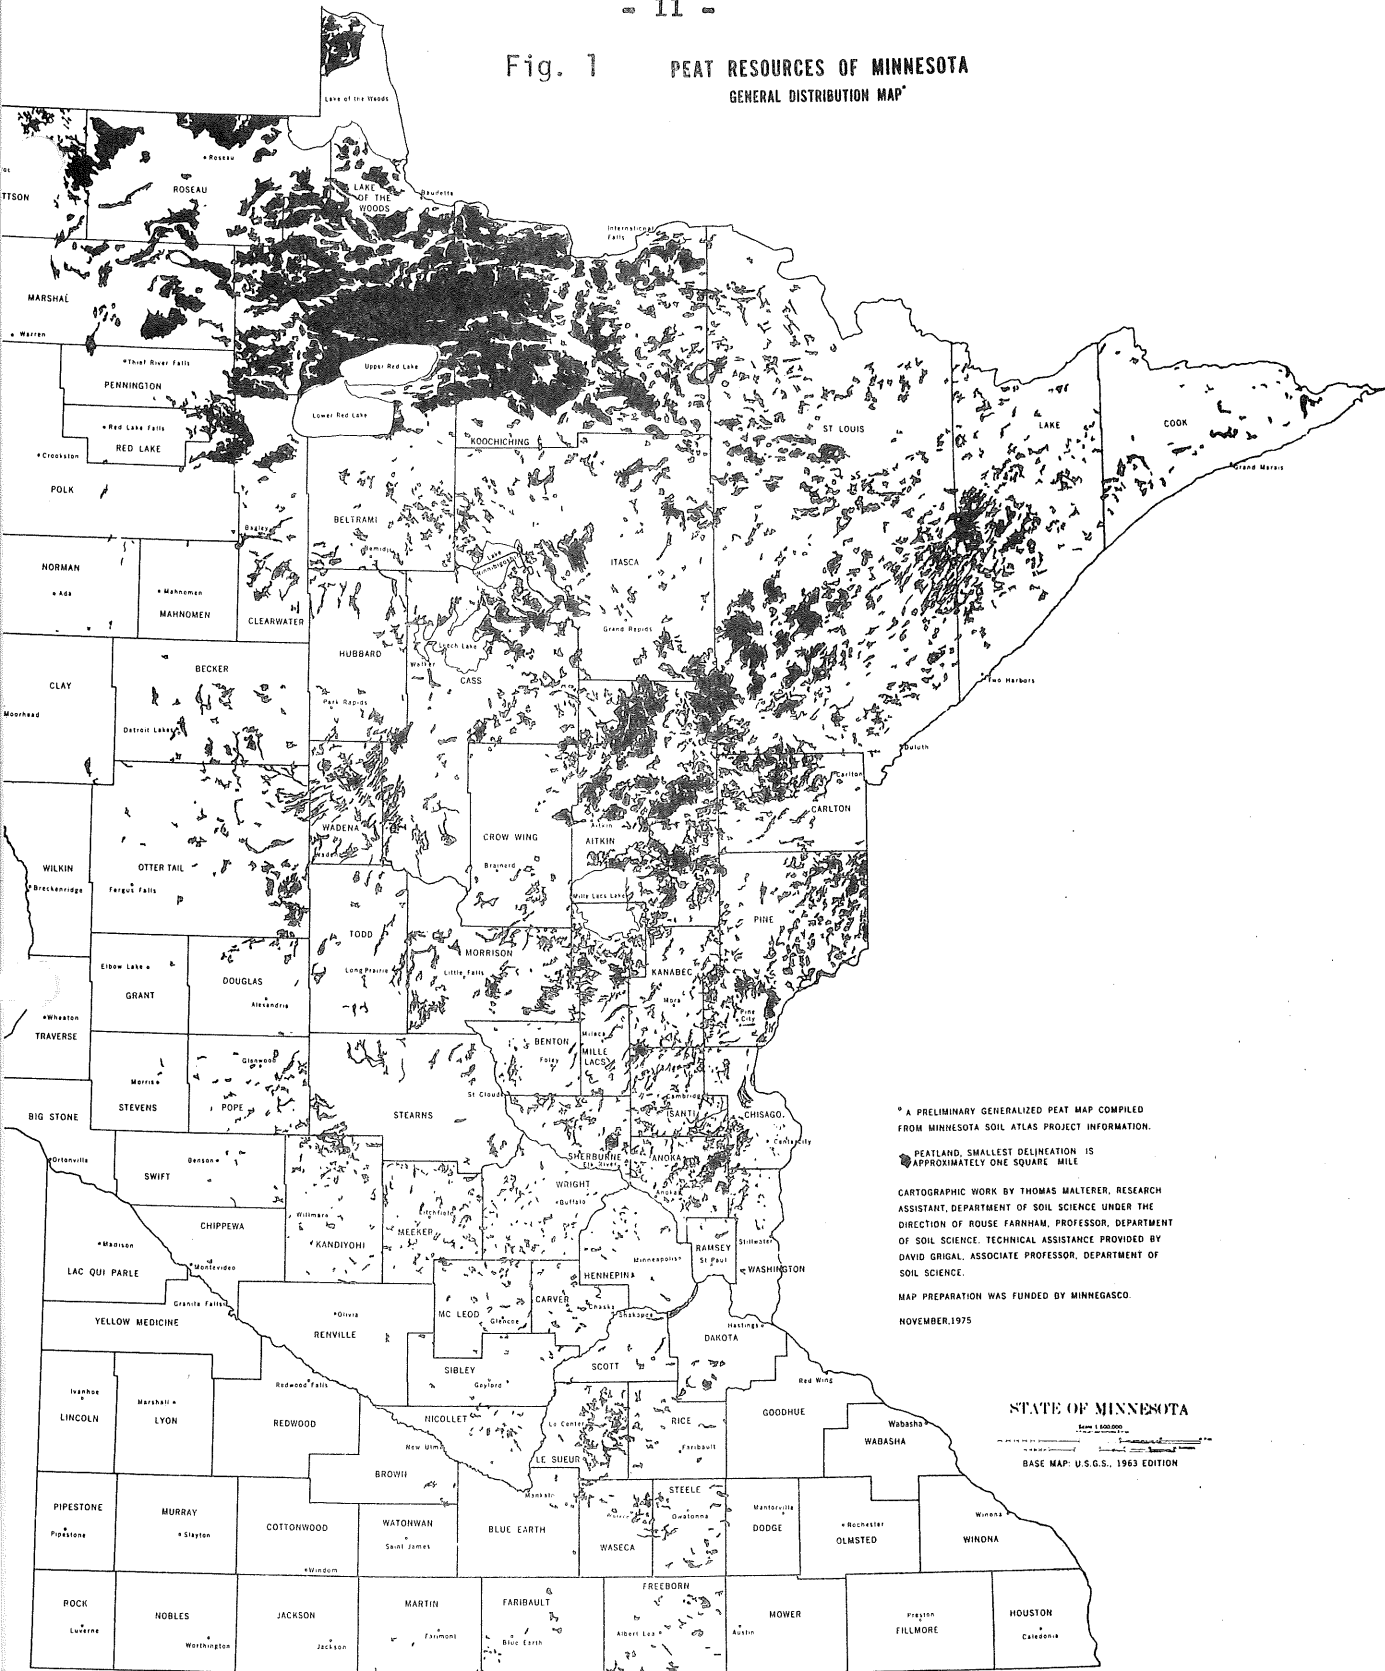 - 11 -
Fig. 1
PEAT RESOURCES OF MINNESOTA
GENERAL DISTRIBUTION MAP°
Lake of the Woods
Roseau
ROSEAU
TTSON
LAKE
OF THE
WOODS
Baudette
International
Falls
MARSHAL
Warren
Thief River Falls
PENNINGTON
Upper Red Lake
Lower Red Lake
Red Lake Falls
RED LAKE
KOOCHICHING
ST LOUIS
LAKE
COOK
Grand Marais
Crookston
POLK
Bagley
BELTRAMI
Bemidji
Lake
Winnibigoshish
ITASCA
NORMAN
Ada
Mahnomen
MAHNOMEN
CLEARWATER
Grand Rapids
HUBBARD
Leech Lake
Walker
CASS
BECKER
CLAY
Moorhead
Detroit Lakes
Park Rapids
Two Harbors
Duluth
Carlton
CARLTON
WADENA
Wadena
CROW WING
Brainerd
Aitkin
AITKIN
WILKIN
Breckenridge
OTTER TAIL
Fergus Falls
Mille Lacs Lake
PINE
TODD
Long Prairie
MORRISON
Little Falls
KANABEC
Mora
Elbow Lake
GRANT
DOUGLAS
Alexandria
Pine
City
Wheaton
TRAVERSE
BENTON
Foley
Milaca
MILLE
LACS
Glenwood
Morris
STEVENS
POPE
St Cloud
STEARNS
Cambridge
ISANTI
CHISAGO
Center City
BIG STONE
Ortonville
Benson
SWIFT
SHERBURNE
Elk River
ANOKA
Anoka
WRIGHT
Buffalo
CHIPPEWA
Willmar
KANDIYOHI
Litchfield
MEEKER
Madison
LAC QUI PARLE
Montevideo
Minneapolis
HENNEPIN
RAMSEY
St Paul
Stillwater
WASHINGTON
Granite Falls
YELLOW MEDICINE
Olivia
RENVILLE
MC LEOD
Glencoe
CARVER
Chaska
Shakopee
Hastings
DAKOTA
SIBLEY
Gaylord
SCOTT
Red Wing
Ivanhoe
LINCOLN
Marshall
LYON
Redwood Falls
REDWOOD
NICOLLET
New Ulm
Le Center
LE SUEUR
RICE
Faribault
GOODHUE
Wabasha
WABASHA
BROWN
Mankato
PIPESTONE
Pipestone
MURRAY
Slayton
COTTONWOOD
Windom
WATONWAN
Saint James
BLUE EARTH
WASECA
STEELE
Owatonna
Mantorville
DODGE
Rochester
OLMSTED
Winona
WINONA
ROCK
Luverne
NOBLES
Worthington
JACKSON
Jackson
MARTIN
Fairmont
FARIBAULT
Blue Earth
FREEBORN
Albert Lea
MOWER
Austin
Preston
FILLMORE
HOUSTON
Caledonia
° A PRELIMINARY GENERALIZED PEAT MAP COMPILED
FROM MINNESOTA SOIL ATLAS PROJECT INFORMATION.
PEATLAND, SMALLEST DELINEATION IS
APPROXIMATELY ONE SQUARE MILE
CARTOGRAPHIC WORK BY THOMAS MALTERER, RESEARCH
ASSISTANT, DEPARTMENT OF SOIL SCIENCE UNDER THE
DIRECTION OF ROUSE FARNHAM, PROFESSOR, DEPARTMENT
OF SOIL SCIENCE. TECHNICAL ASSISTANCE PROVIDED BY
DAVID GRIGAL, ASSOCIATE PROFESSOR, DEPARTMENT OF
SOIL SCIENCE.
MAP PREPARATION WAS FUNDED BY MINNEGASCO.
NOVEMBER, 1975
STATE OF MINNESOTA
Scale 1:500,000
BASE MAP: U.S.G.S., 1963 EDITION